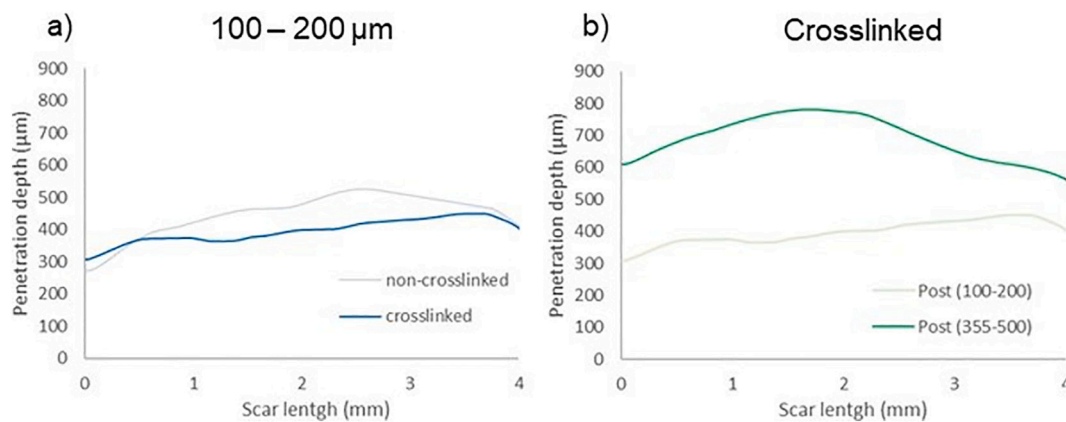 a)
100 – 200 µm
Penetration depth (µm)
900
800
700
600
500
400
300
200
100
0
0 1 2 3 4
Scar lentgh (mm)
non-crosslinked
crosslinked
b)
Crosslinked
Penetration depth (µm)
900
800
700
600
500
400
300
200
100
0
0 1 2 3 4
Scar lentgh (mm)
Post (100-200)
Post (355-500)